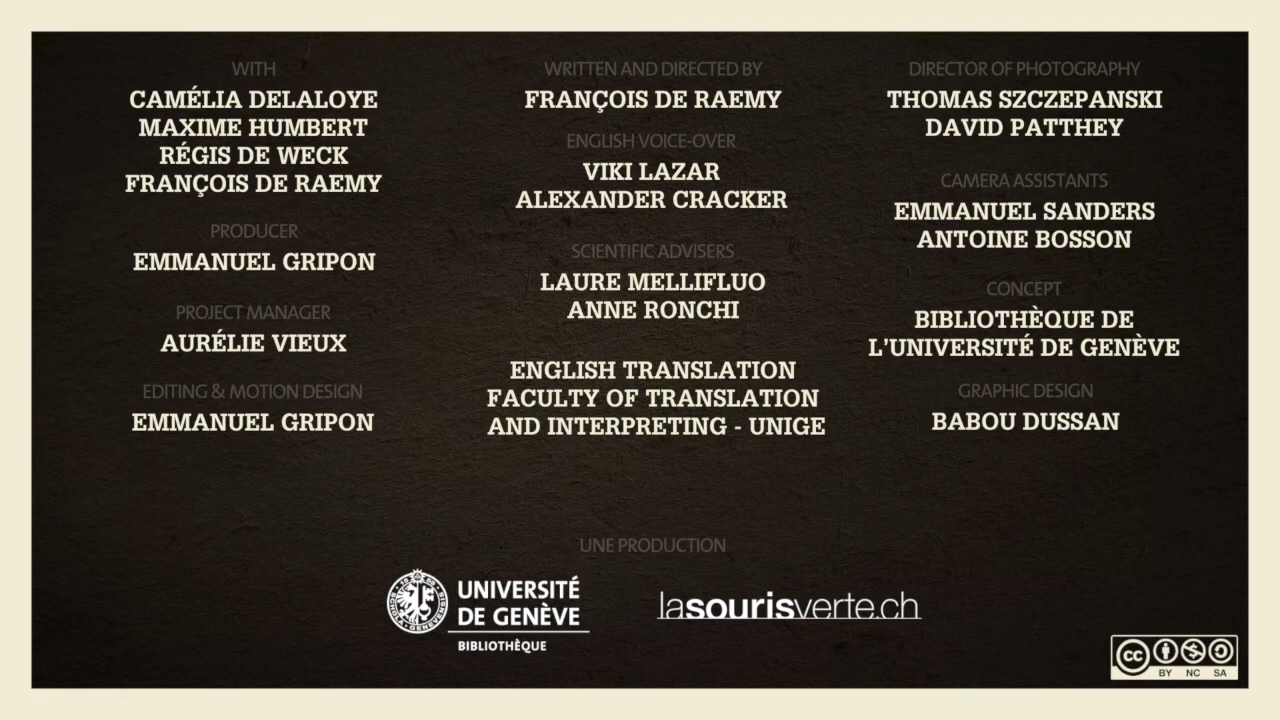 WITH
CAMÉLIA DELALOYE
MAXIME HUMBERT
RÉGIS DE WECK
FRANÇOIS DE RAEMY
PRODUCER
EMMANUEL GRIPON
PROJECT MANAGER
AURÉLIE VIEUX
EDITING & MOTION DESIGN
EMMANUEL GRIPON
WRITTEN AND DIRECTED BY
FRANÇOIS DE RAEMY
ENGLISH VOICE-OVER
VIKI LAZAR
ALEXANDER CRACKER
SCIENTIFIC ADVISERS
LAURE MELLIFLUO
ANNE RONCHI
ENGLISH TRANSLATION
FACULTY OF TRANSLATION
AND INTERPRETING - UNIGE
DIRECTOR OF PHOTOGRAPHY
THOMAS SZCZEPANSKI
DAVID PATTHEY
CAMERA ASSISTANTS
EMMANUEL SANDERS
ANTOINE BOSSON
CONCEPT
BIBLIOTHÈQUE DE
L'UNIVERSITÉ DE GENÈVE
GRAPHIC DESIGN
BABOU DUSSAN
UNE PRODUCTION
SCHOLA GENEVENSIS
UNIVERSITÉ
DE GENÈVE
BIBLIOTHÈQUE
lasourisverte.ch
cc
BY NC SA